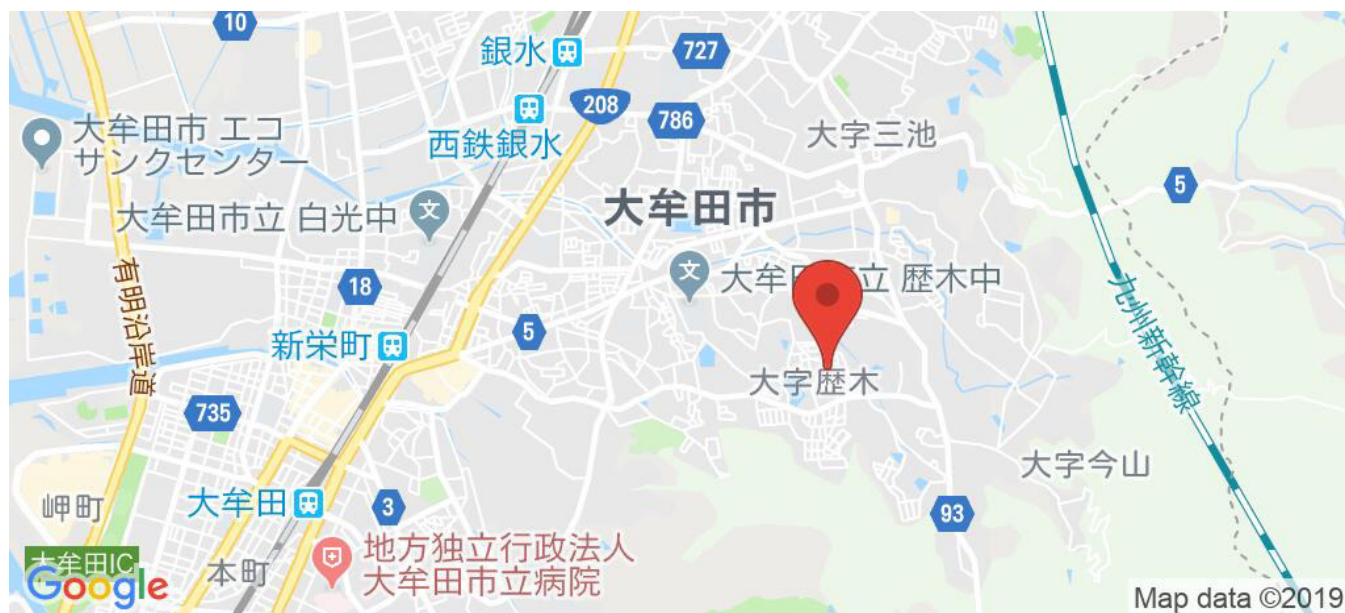 10
銀水
727
208
大牟田市 エコ
サンクセンター
西鉄銀水
786
大字三池
5
大牟田市立 白光中
大牟田市
有明沿岸道
18
大牟田
立 歴木中
九州新幹線
新栄町
5
大字歴木
735
大字今山
岬町
大牟田
3
93
地方独立行政法人
大牟田市立病院
大牟田IC
本町
Google
Map data ©2019